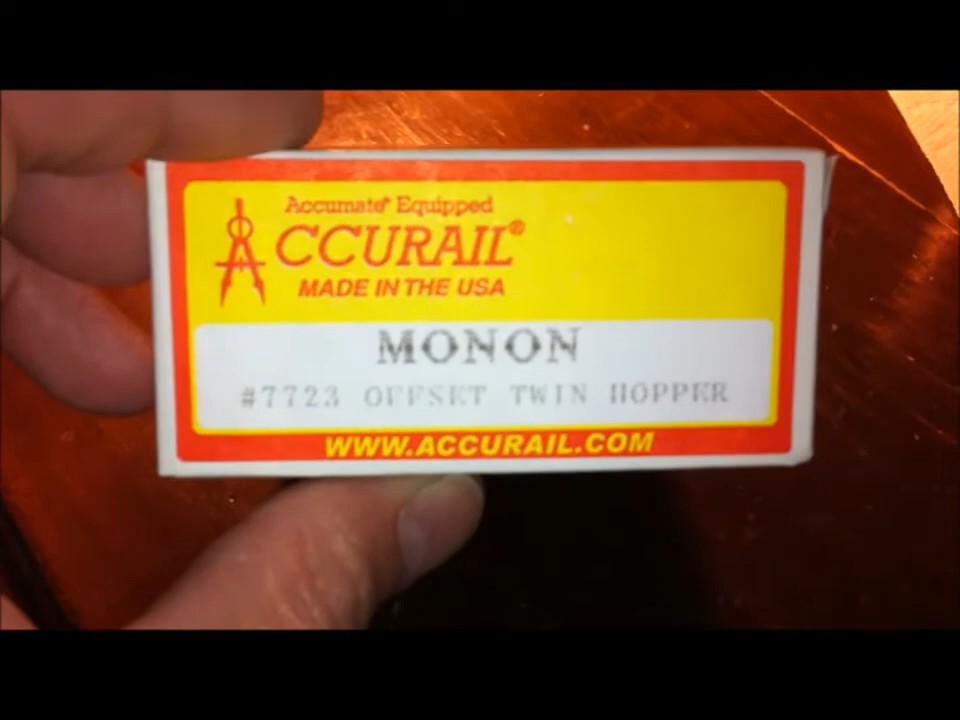 Accumate® Equipped
ACCURAIL®
MADE IN THE USA
MONON
#7723 OFFSET TWIN HOPPER
WWW.ACCURAIL.COM